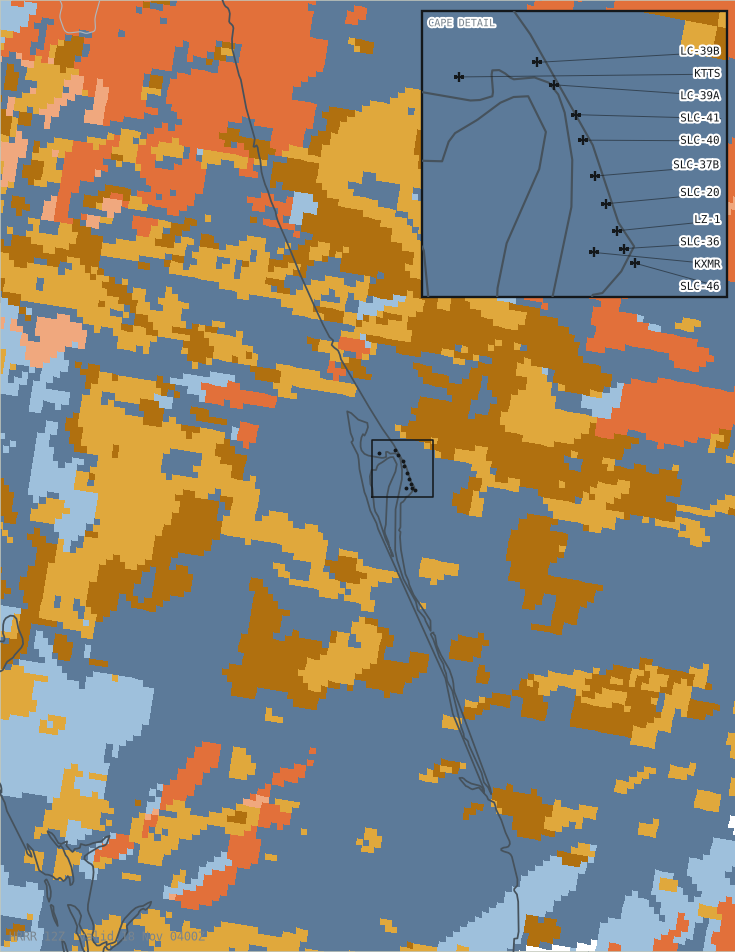 CAPE DETAIL
LC-39B
KTTS
LC-39A
SLC-41
SLC-40
SLC-37B
SLC-20
LZ-1
SLC-36
KXMR
SLC-46